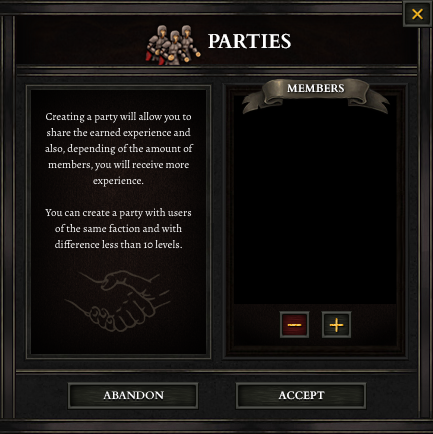 PARTIES
Creating a party will allow you to
share the earned experience and
also, depending of the amount of
members, you will receive more
experience.
You can create a party with users
of the same faction and with
difference less than 10 levels.
MEMBERS
ABANDON
ACCEPT